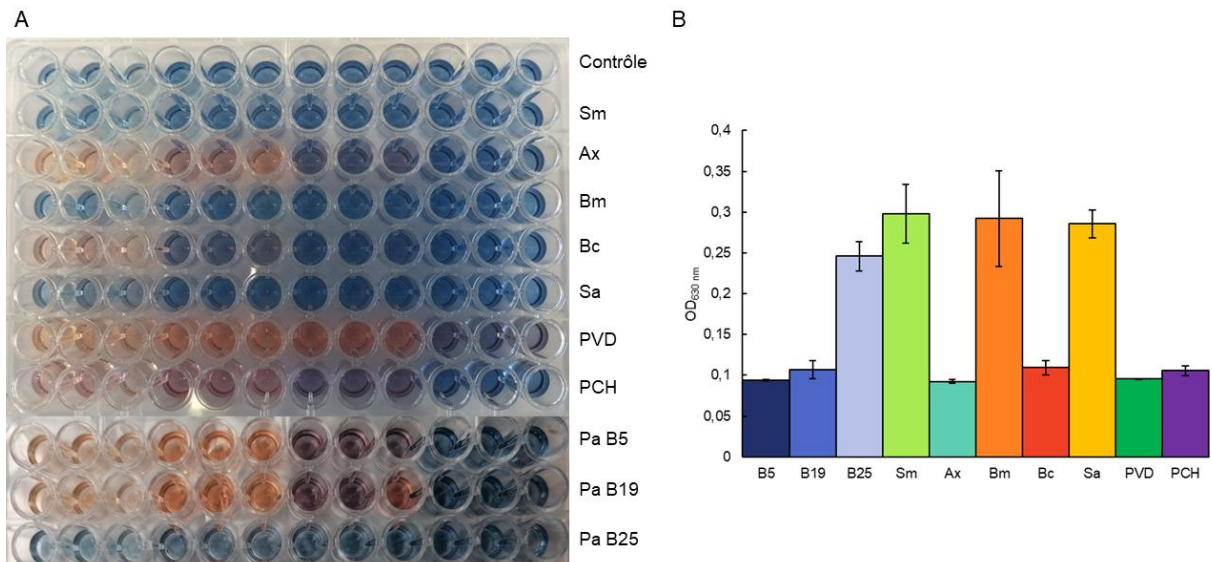 A
Contrôle
Sm
Ax
Bm
Bc
Sa
PVD
PCH
Pa B5
Pa B19
Pa B25
B
0,4
0,35
0,3
0,25
0,2
0,15
0,1
0,05
0
OD630 nm
B5 B19 B25 Sm Ax Bm Bc Sa PVD PCH